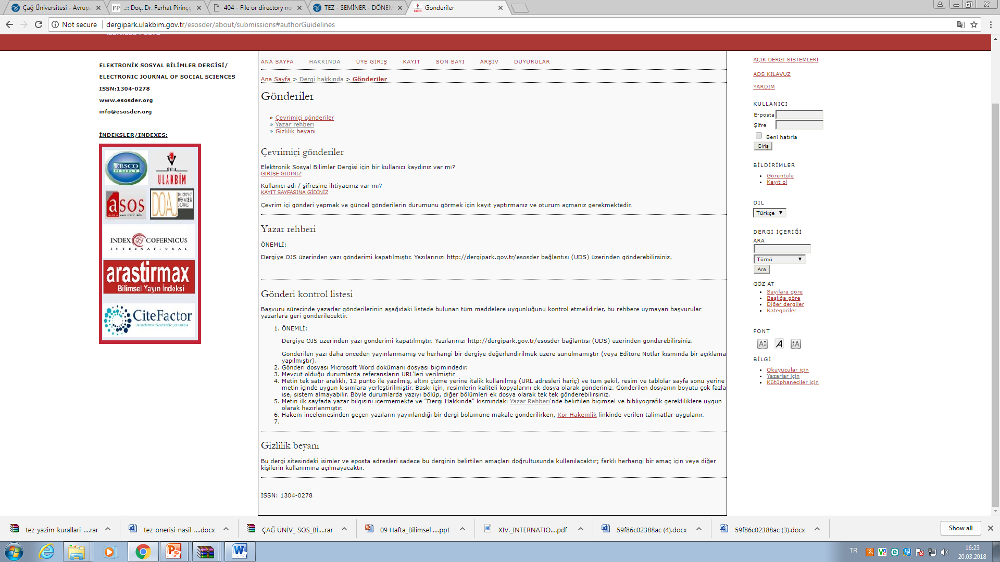 Çağ Üniversitesi - Avrupa
..:: Doç. Dr. Ferhat Pirinçç
404 - File or directory no
TEZ - SEMİNER - DÖNEM
Gönderiler
Not secure
dergipark.ulakbim.gov.tr/esosder/about/submissions#authorGuidelines
ELEKTRONİK SOSYAL BİLİMLER DERGİSİ/
ELECTRONIC JOURNAL OF SOCIAL SCIENCES
ISSN:1304-0278
www.esosder.org
info@esosder.org
İNDEKSLER/INDEXES:
EBSCO
HOST
ULAKBİM
asos
DIRECTORY OF
OPEN ACCESS
JOURNALS
DOAJ
INDEX COPERNICUS
INTERNATIONAL
arastirmax
Bilimsel Yayın İndeksi
CiteFactor
Academic Scientific Journals
ANA SAYFA HAKKINDA ÜYE GİRİŞ KAYIT SON SAYI ARŞİV DUYURULAR
Ana Sayfa > Dergi hakkında > Gönderiler
Gönderiler
» Çevrimiçi gönderiler
» Yazar rehberi
» Gizlilik beyanı
Çevrimiçi gönderiler
Elektronik Sosyal Bilimler Dergisi için bir kullanıcı kaydınız var mı?
GİRİŞE GİDİNİZ
Kullanıcı adı / şifresine ihtiyacınız var mı?
KAYIT SAYFASINA GİDİNİZ
Çevrim içi gönderi yapmak ve güncel gönderilerin durumunu görmek için kayıt yaptırmanız ve oturum açmanız gerekmektedir.
Yazar rehberi
ÖNEMLİ:
Dergiye OJS üzerinden yazı gönderimi kapatılmıştır. Yazılarınızı http://dergipark.gov.tr/esosder bağlantısı (UDS) üzerinden gönderebilirsiniz.
Gönderi kontrol listesi
Başvuru sürecinde yazarlar gönderilerinin aşağıdaki listede bulunan tüm maddelere uygunluğunu kontrol etmelidirler, bu rehbere uymayan başvurular
yazarlara geri gönderilecektir.
1. ÖNEMLİ:
Dergiye OJS üzerinden yazı gönderimi kapatılmıştır. Yazılarınızı http://dergipark.gov.tr/esosder bağlantısı (UDS) üzerinden gönderebilirsiniz.
Gönderilen yazı daha önceden yayınlanmamış ve herhangi bir dergiye değerlendirilmek üzere sunulmamıştır (veya Editöre Notlar kısmında bir açıklama
yapılmıştır).
2. Gönderi dosyası Microsoft Word dokümanı dosyası biçimindedir.
3. Mevcut olduğu durumlarda referansların URL'leri verilmiştir
4. Metin tek satır aralıklı, 12 punto ile yazılmış, altını çizme yerine italik kullanılmış (URL adresleri hariç) ve tüm şekil, resim ve tablolar sayfa sonu yerine
metin içinde uygun kısımlara yerleştirilmiştir. Baskı için, resimlerin kaliteli kopyalarını ek dosya olarak gönderiniz. Gönderilen dosyanın boyutu çok fazla
ise, sistem almayabilir. Böyle durumlarda yazıyı bölüp, diğer bölümleri ek dosya olarak tek tek gönderebilirsiniz.
5. Metin ilk sayfada yazar bilgisini içermemekte ve "Dergi Hakkında" kısmındaki Yazar Rehberi'nde belirtilen biçimsel ve bibliyografik gerekliliklere uygun
olarak hazırlanmıştır.
6. Hakem incelemesinden geçen yazıların yayınlandığı bir dergi bölümüne makale gönderilirken, Kör Hakemlik linkinde verilen talimatlar uygulanır.
7.
Gizlilik beyanı
Bu dergi sitesindeki isimler ve eposta adresleri sadece bu derginin belirtilen amaçları doğrultusunda kullanılacaktır; farklı herhangi bir amaç için veya diğer
kişilerin kullanımına açılmayacaktır.
ISSN: 1304-0278
AÇIK DERGİ SİSTEMLERİ
ADS KILAVUZ
YARDIM
KULLANICI
E-posta
Şifre
Beni hatırla
Giriş
BİLDİRİMLER
Görüntüle
Kayıt ol
DIL
Türkçe
DERGİ İÇERİĞİ
ARA
Tümü
Ara
GÖZ AT
Sayılara göre
Başlığa göre
Diğer dergiler
Kategoriler
FONT
BİLGİ
Okuyucular için
Yazarlar için
Kütüphaneciler için
tez-yazim-kurallari-....rar
tez-onerisi-nasil-....docx
ÇAĞ ÜNİV_ SOS_Bİ....rar
09 Hafta_Bilimsel ....ppt
XIV._INTERNATIO....pdf
59f86c02388ac (4).docx
59f86c02388ac (3).docx
Show all
TR
16:23
20.03.2018